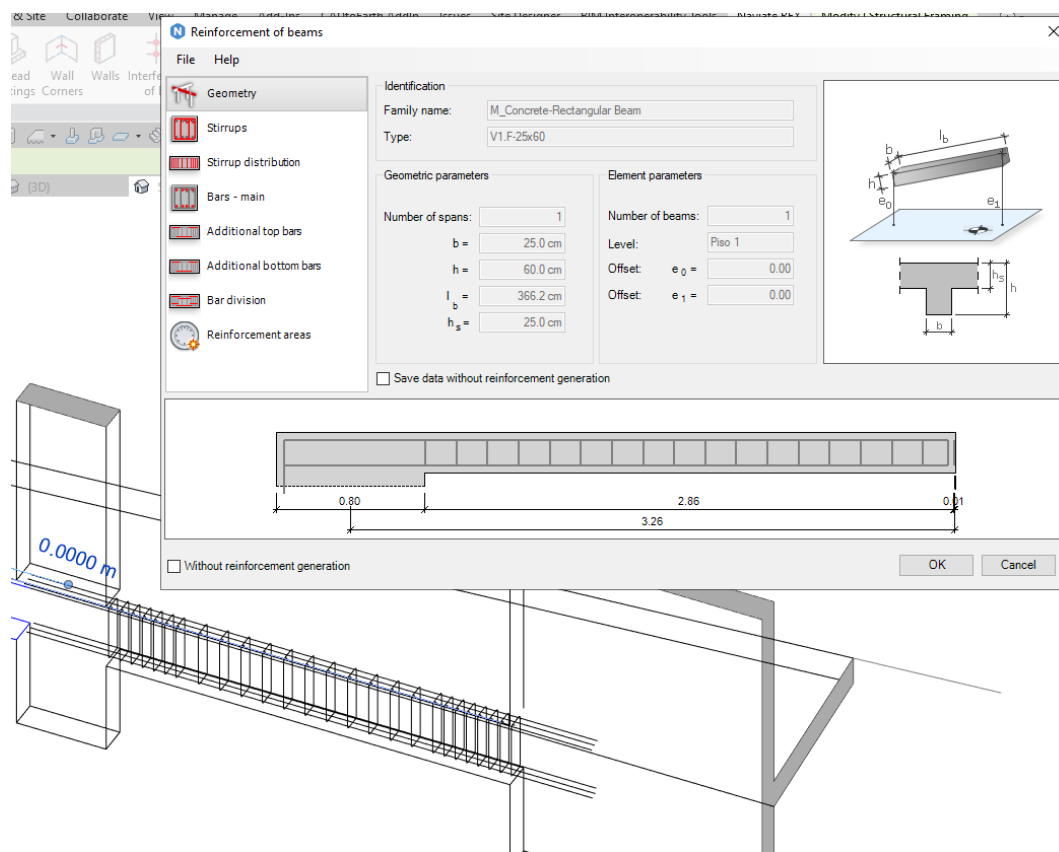 & Site Collaborate View Manage Add-Ins Issues Site Designer BIM Interoperability Tools Naviate REX Modify | Structural Framing
Wall Walls
Corners
{3D}
Reinforcement of beams
File Help
Geometry
Stirrups
Stirrup distribution
Bars - main
Additional top bars
Additional bottom bars
Bar division
Reinforcement areas
Identification
Family name: M_Concrete-Rectangular Beam
Type: V1.F-25x60
Geometric parameters
Number of spans: 1
b = 25.0 cm
h = 60.0 cm
l b = 366.2 cm
h s = 25.0 cm
Element parameters
Number of beams: 1
Level: Piso 1
Offset: e 0 = 0.00
Offset: e 1 = 0.00
Save data without reinforcement generation
lb
b
h
e0
e1
hs
h
b
0.80 2.86 0.01
3.26
Without reinforcement generation
OK Cancel
0.0000 m